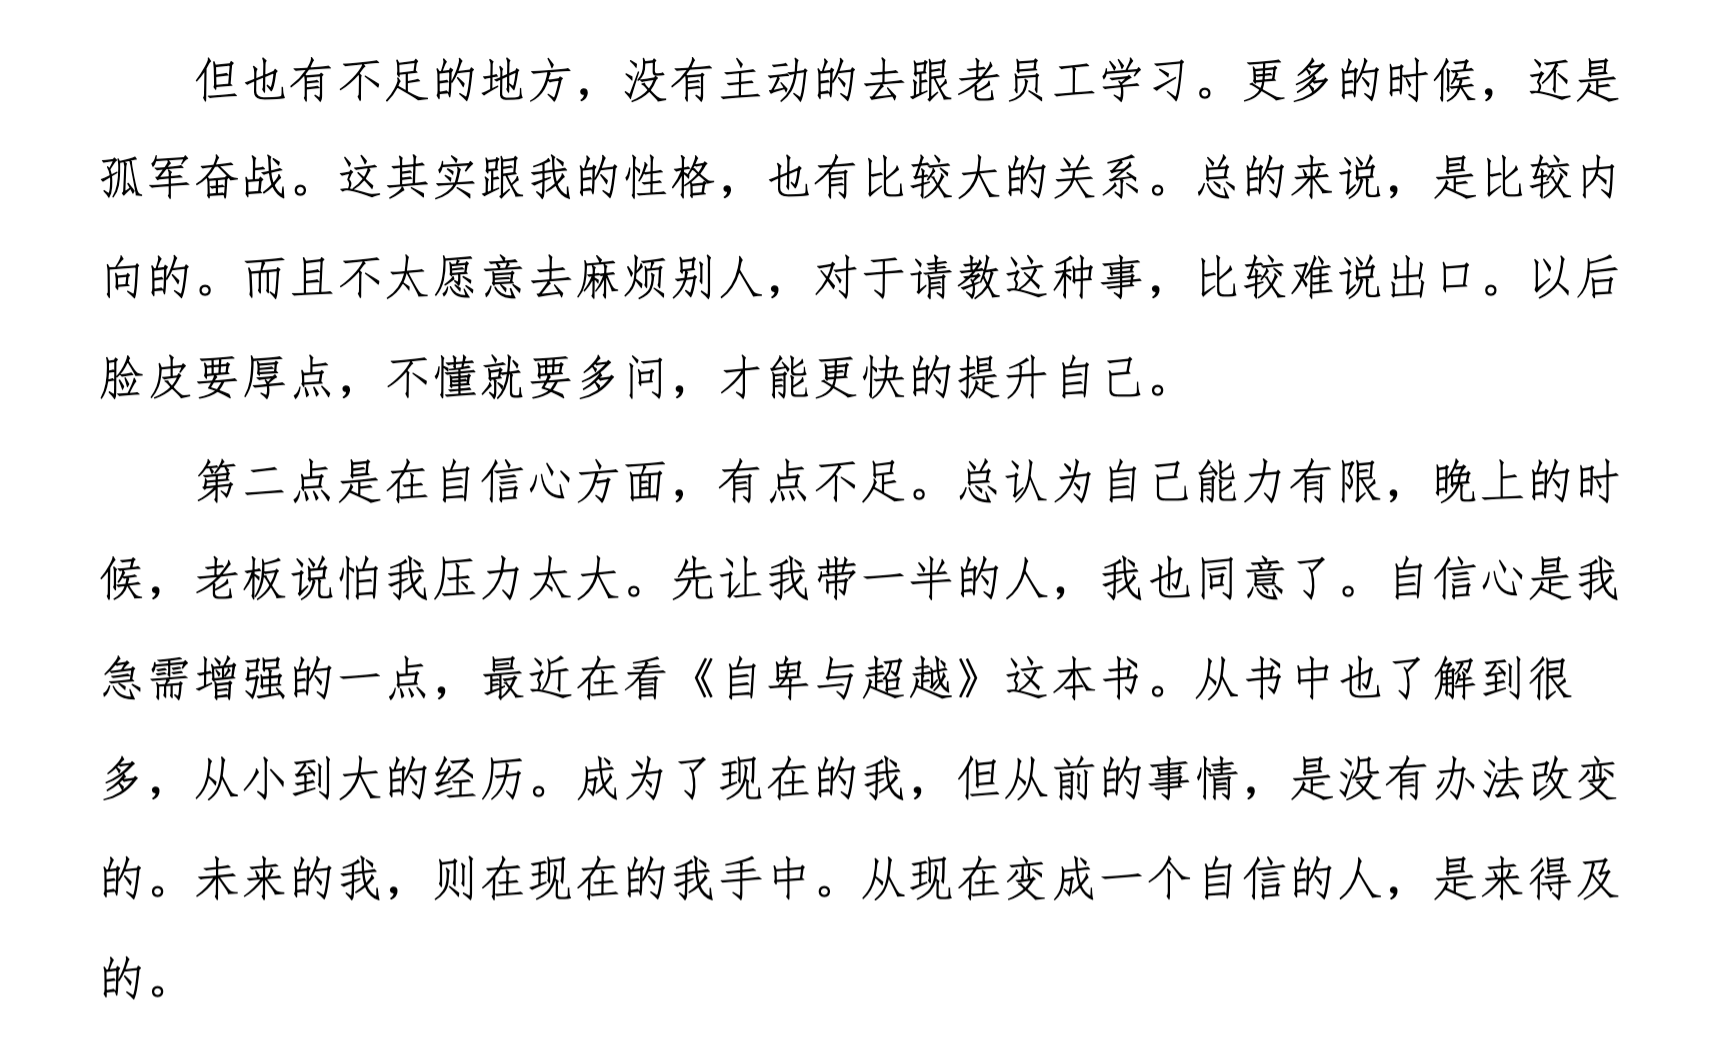 但也有不足的地方，没有主动的去跟老员工学习。更多的时候，还是
孤军奋战。这其实跟我的性格，也有比较大的关系。总的来说，是比较内
向的。而且不太愿意去麻烦别人，对于请教这种事，比较难说出口。以后
脸皮要厚点，不懂就要多问，才能更快的提升自己。
第二点是在自信心方面，有点不足。总认为自己能力有限，晚上的时
候，老板说怕我压力太大。先让我带一半的人，我也同意了。自信心是我
急需增强的一点，最近在看《自卑与超越》这本书。从书中也了解到很
多，从小到大的经历。成为了现在的我，但从前的事情，是没有办法改变
的。未来的我，则在现在的我手中。从现在变成一个自信的人，是来得及
的。